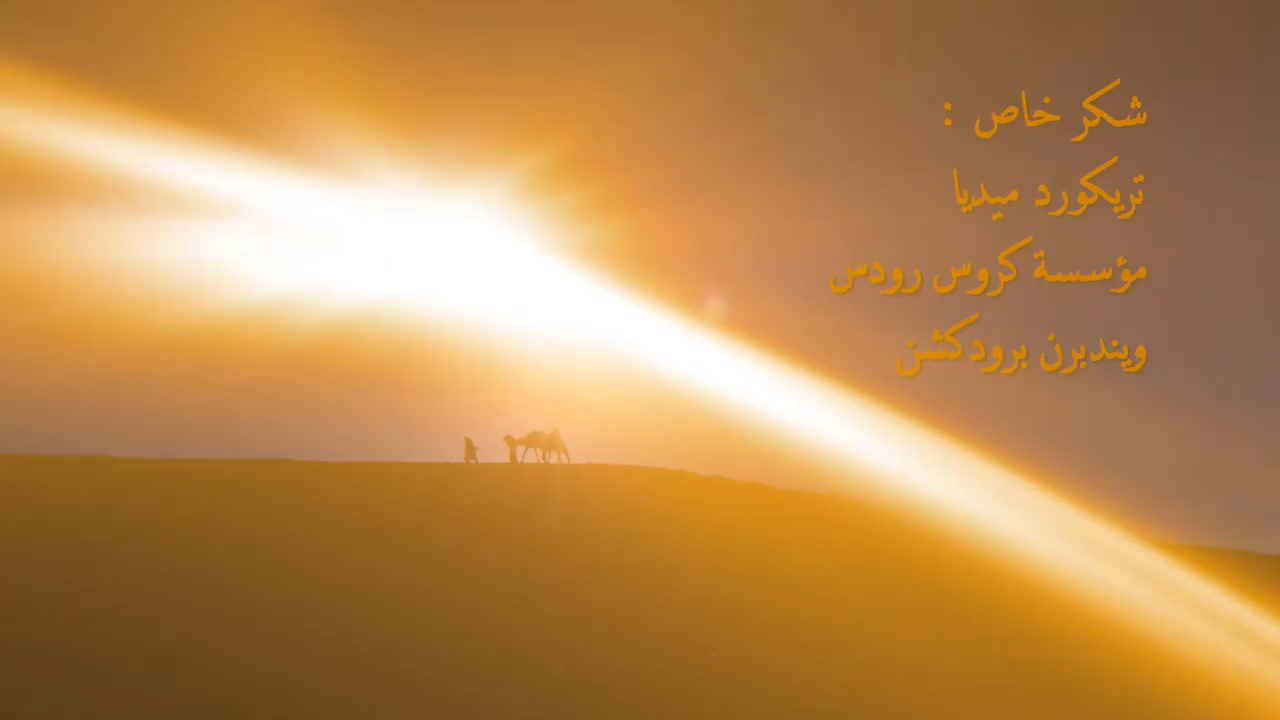 شكر خاص :
تريكورد ميديا
مؤسسة كروس رودس
ويندبرن برودكشن